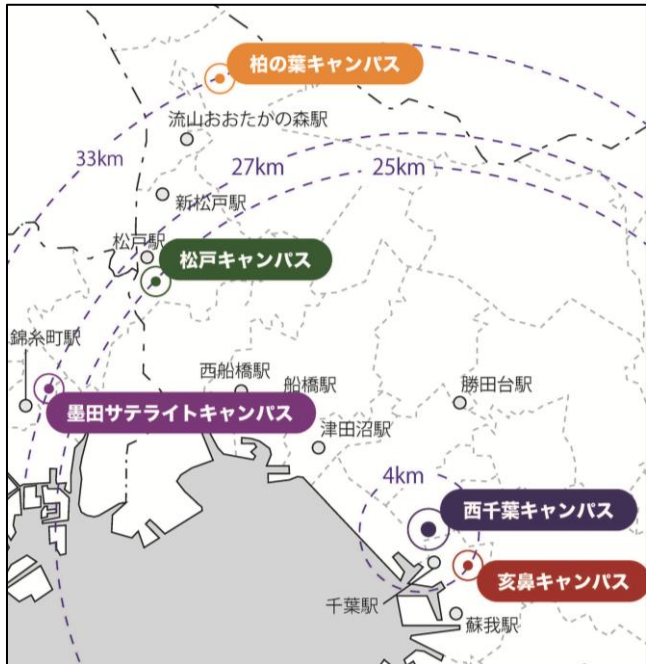 柏の葉キャンパス
流山おおたかの森駅
33km
27km
25km
新松戸駅
松戸駅
松戸キャンパス
錦糸町駅
西船橋駅
船橋駅
勝田台駅
墨田サテライトキャンパス
津田沼駅
4km
西千葉キャンパス
亥鼻キャンパス
千葉駅
蘇我駅